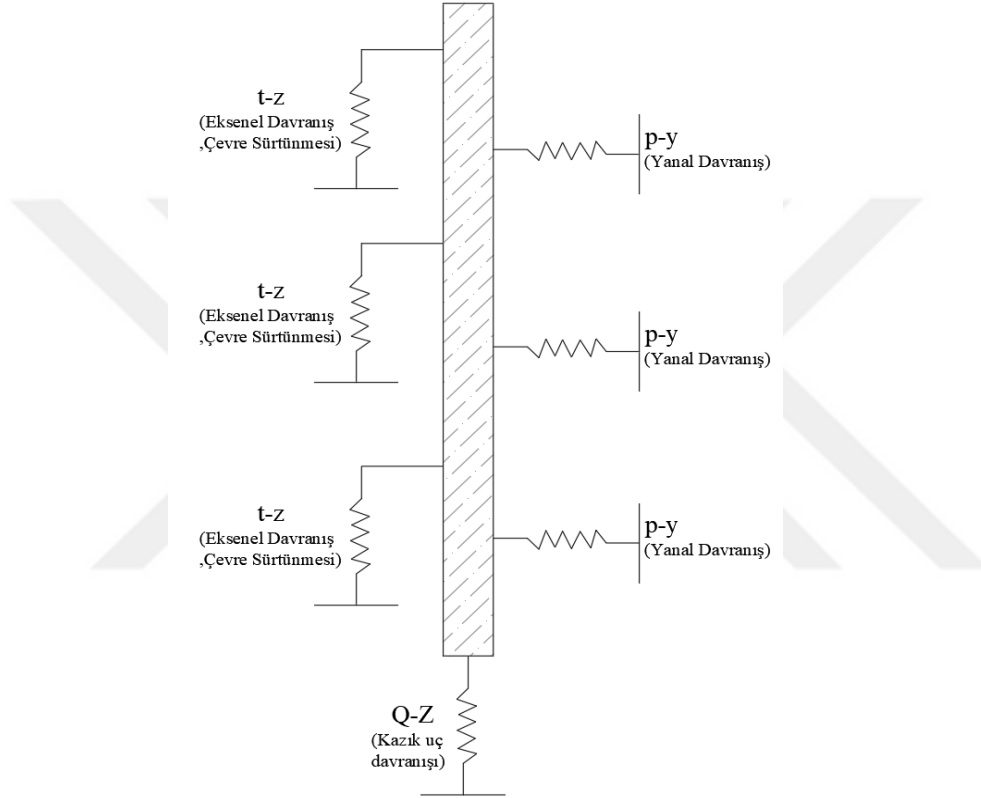 t-z
(Eksenel Davranış
,Çevre Sürtünmesi)
p-y
(Yanal Davranış)
t-z
(Eksenel Davranış
,Çevre Sürtünmesi)
p-y
(Yanal Davranış)
t-z
(Eksenel Davranış
,Çevre Sürtünmesi)
p-y
(Yanal Davranış)
Q-Z
(Kazık uç
davranışı)